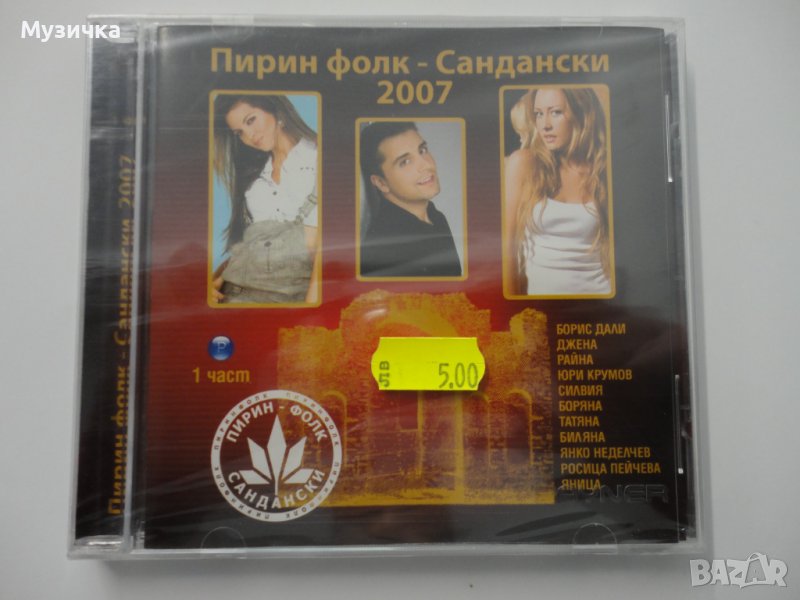 Музичка
Пирин фолк - Сандански
2007
Пирин фолк - Сандански 2007
P
1 част
БОРИС ДАЛИ
ДЖЕНА
РАЙНА
ЮРИ КРУМОВ
СИЛВИЯ
БОРЯНА
ТАТЯНА
БИЛЯНА
ЯНКО НЕДЕЛЧЕВ
РОСИЦА ПЕЙЧЕВА
ЯНИЦА
5,00
ПИРИН - ФОЛК
САНДАНСКИ
BAZAR